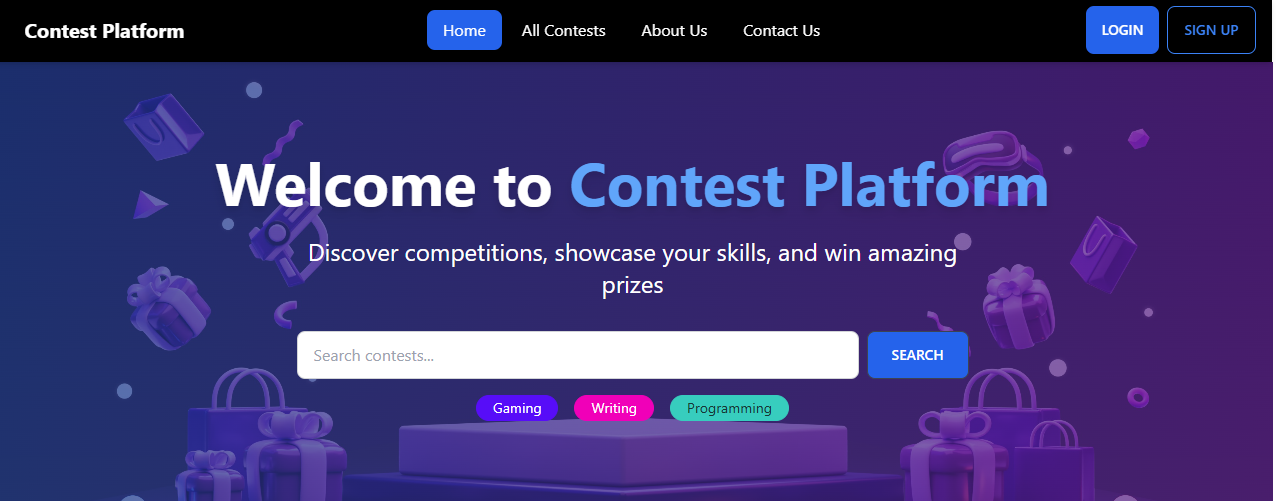 Contest Platform
Home
All Contests
About Us
Contact Us
LOGIN
SIGN UP
Welcome to Contest Platform
Discover competitions, showcase your skills, and win amazing
prizes
Search contests...
SEARCH
Gaming
Writing
Programming